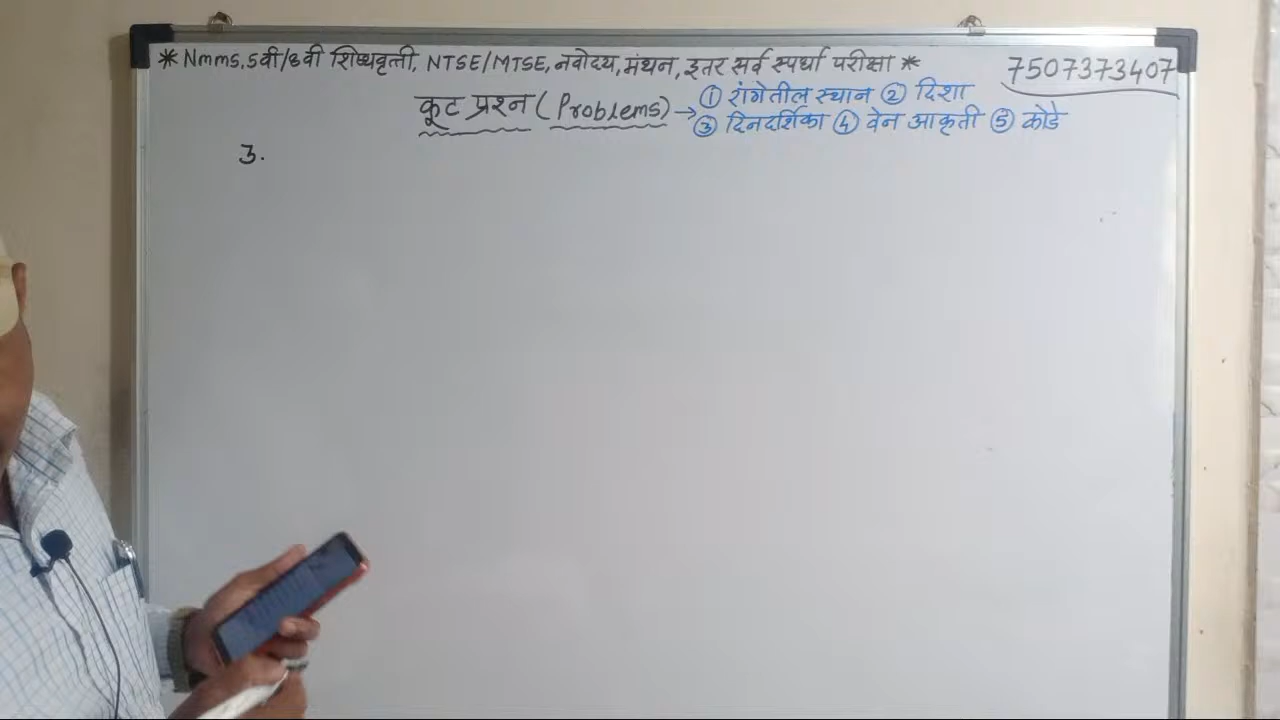 * Nmms, 5वी/8वी शिष्यवृत्ती, NTSE/MTSE, नवोदय, मंथन, इतर सर्व स्पर्धा परीक्षा *
7507373407
कूट प्रश्न (Problems) → ① रांगेतील स्थान ② दिशा
③ दिनदर्शिका ④ वेन आकृती ⑤ कोडे
3.